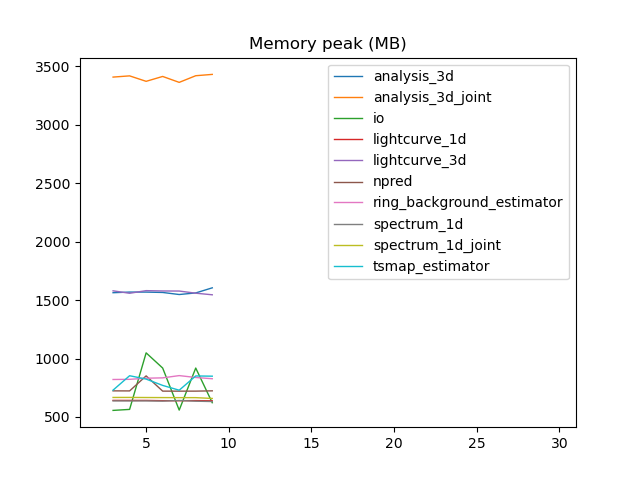 Memory peak (MB)
3500
3000
2500
2000
1500
1000
500
5
10
15
20
25
30
analysis_3d
analysis_3d_joint
io
lightcurve_1d
lightcurve_3d
npred
ring_background_estimator
spectrum_1d
spectrum_1d_joint
tsmap_estimator